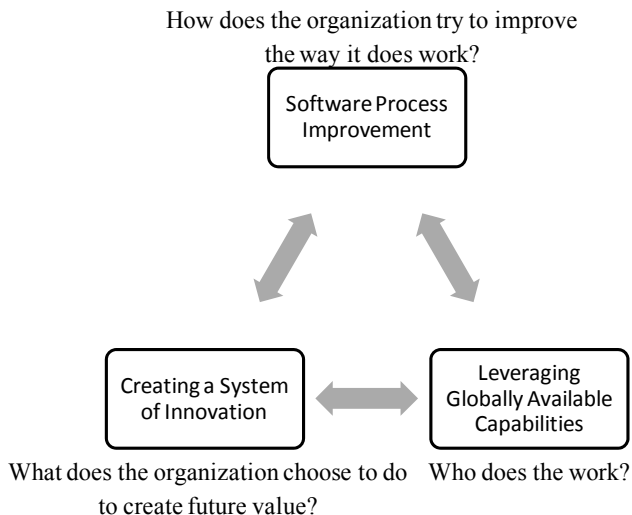 How does the organization try to improve
the way it does work?
Software Process
Improvement
Creating a System
of Innovation
Leveraging
Globally Available
Capabilities
What does the organization choose to do
to create future value?
Who does the work?